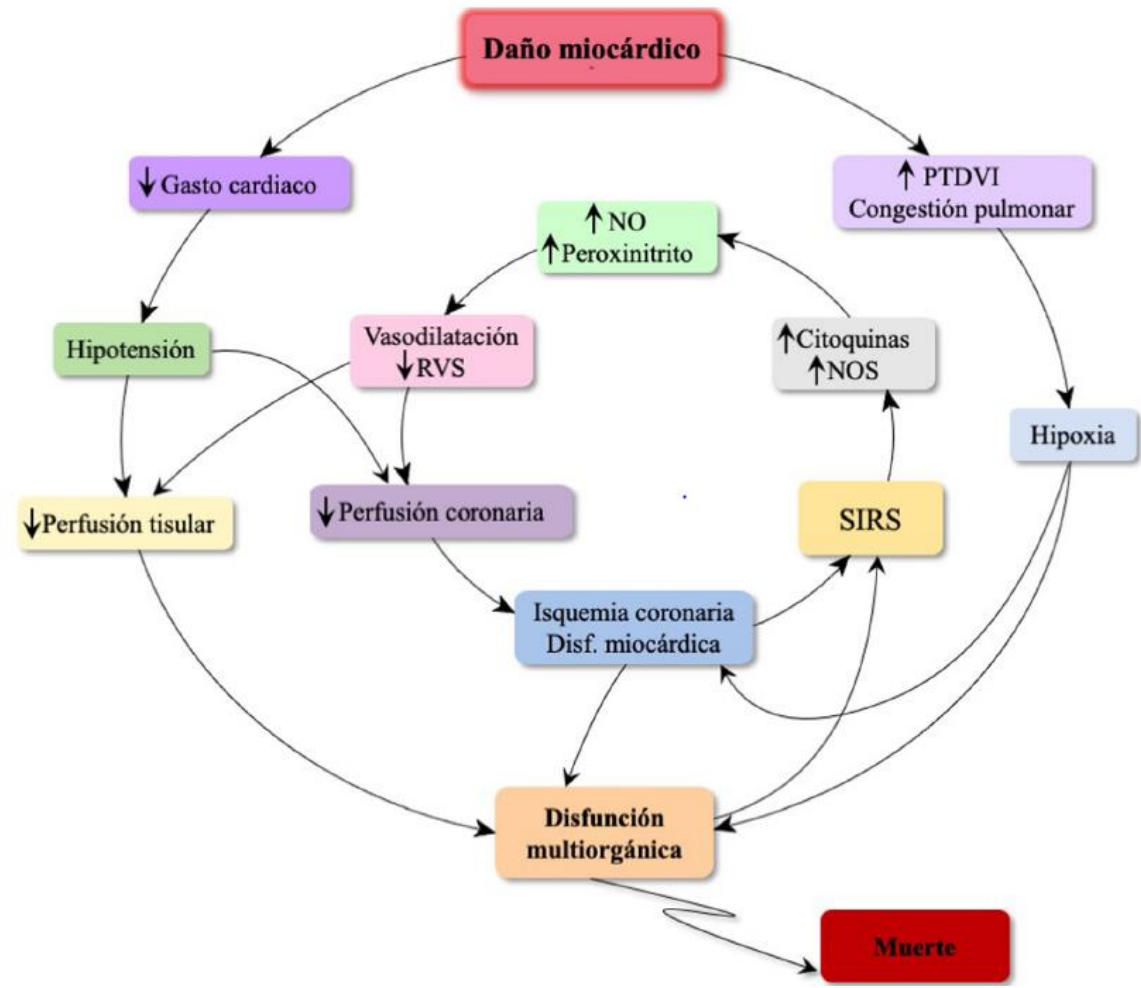 Daño miocárdico
↓ Gasto cardiaco
↑ PTDVI
Congestión pulmonar
↑ NO
↑ Peroxinitrito
Hipotensión
Vasodilatación
↓ RVS
↑ Citoquinas
↑ NOS
Hipoxia
↓ Perfusión tisular
↓ Perfusión coronaria
SIRS
Isquemia coronaria
Disf. miocárdica
Disfunción
multiorgánica
Muerte